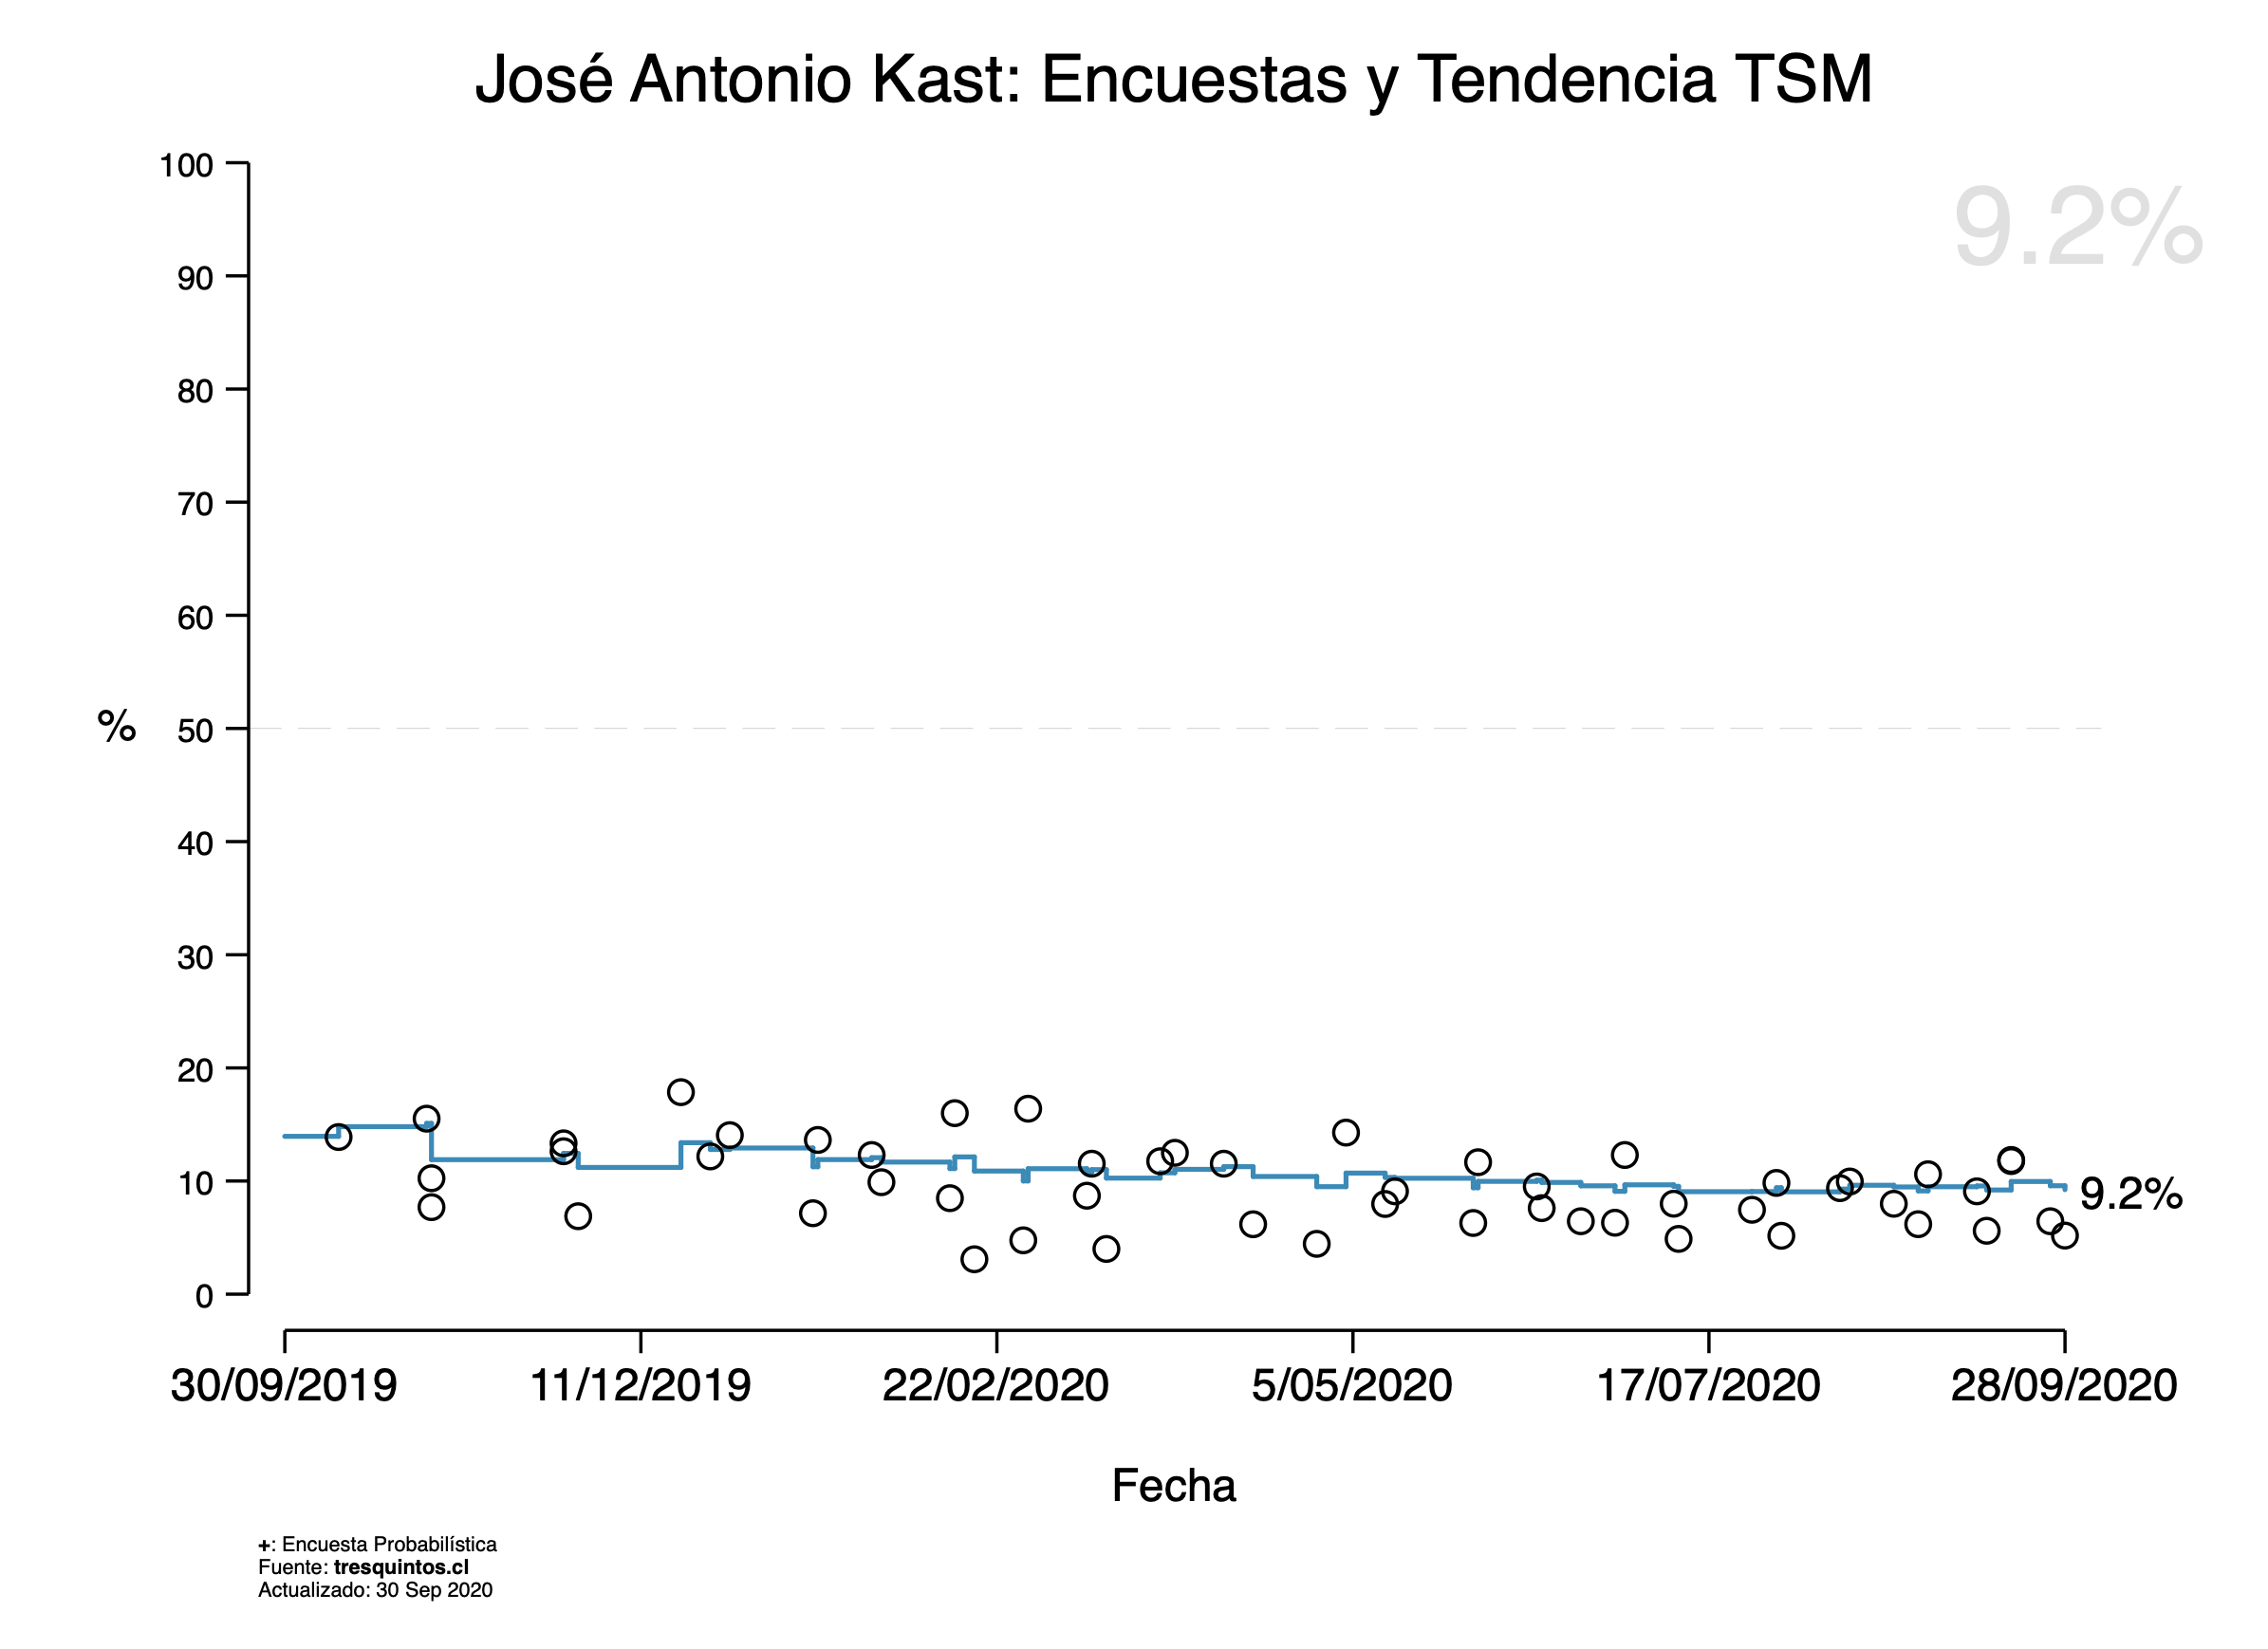 José Antonio Kast: Encuestas y Tendencia TSM
100
9.2%
90
80
70
60
% 50
40
30
20
10
9.2%
0
30/09/2019 11/12/2019 22/02/2020 5/05/2020 17/07/2020 28/09/2020
Fecha
+: Encuesta Probabilística
Fuente: tresquintos.cl
Actualizado: 30 Sep 2020